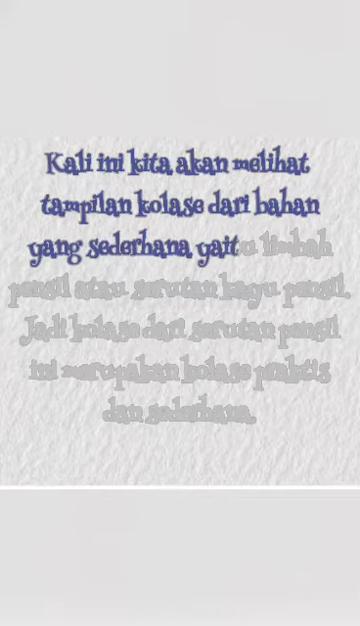 Kali ini kita akan melihat
tampilan kolase dari bahan
yang sederhana yaitu limbah
pensil atau serutan kayu pensil.
Jadi kolase dari serutan pensil
ini merupakan kolase praktis
dan sederhana.